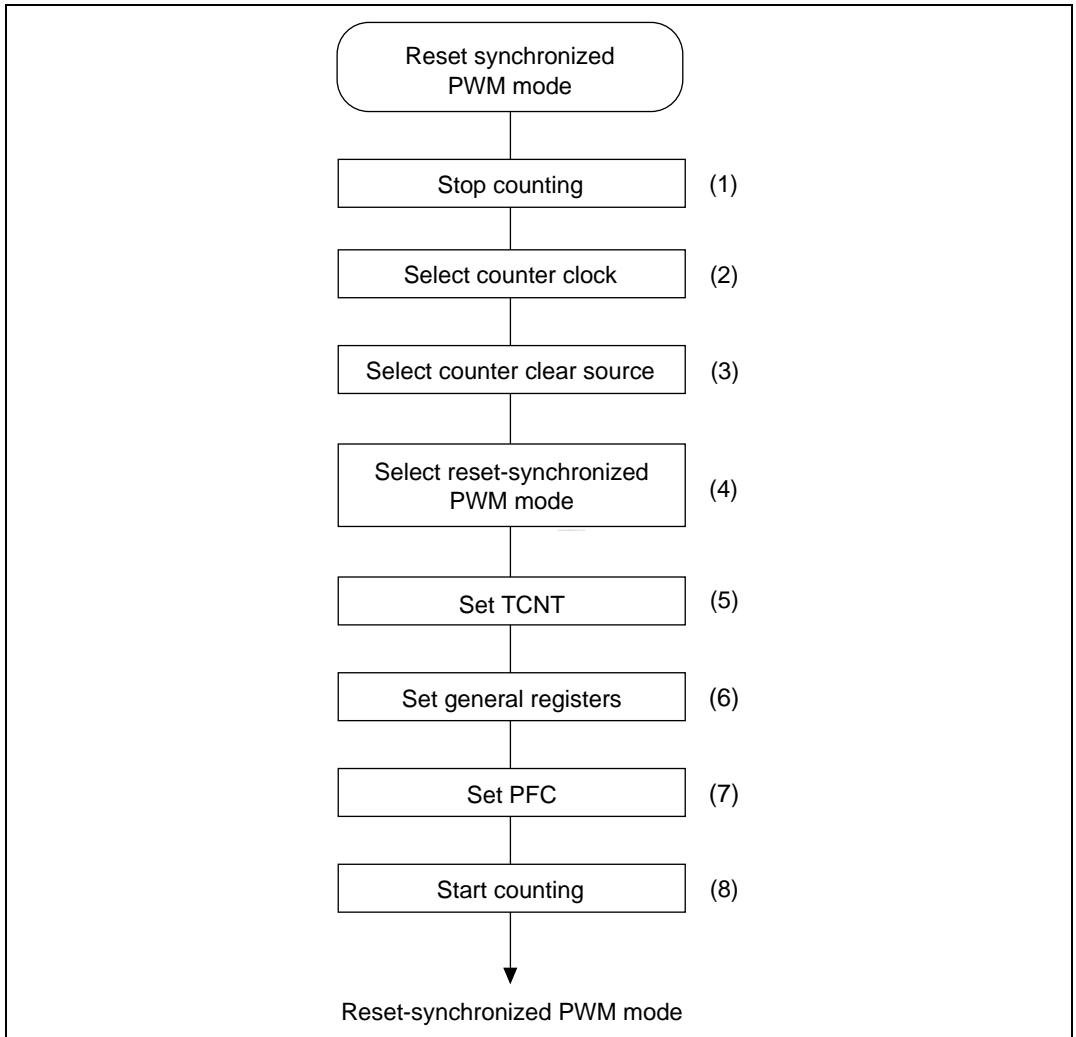 Reset synchronized
PWM mode
Stop counting (1)
Select counter clock (2)
Select counter clear source (3)
Select reset-synchronized
PWM mode
(4)
Set TCNT (5)
Set general registers (6)
Set PFC (7)
Start counting (8)
Reset-synchronized PWM mode